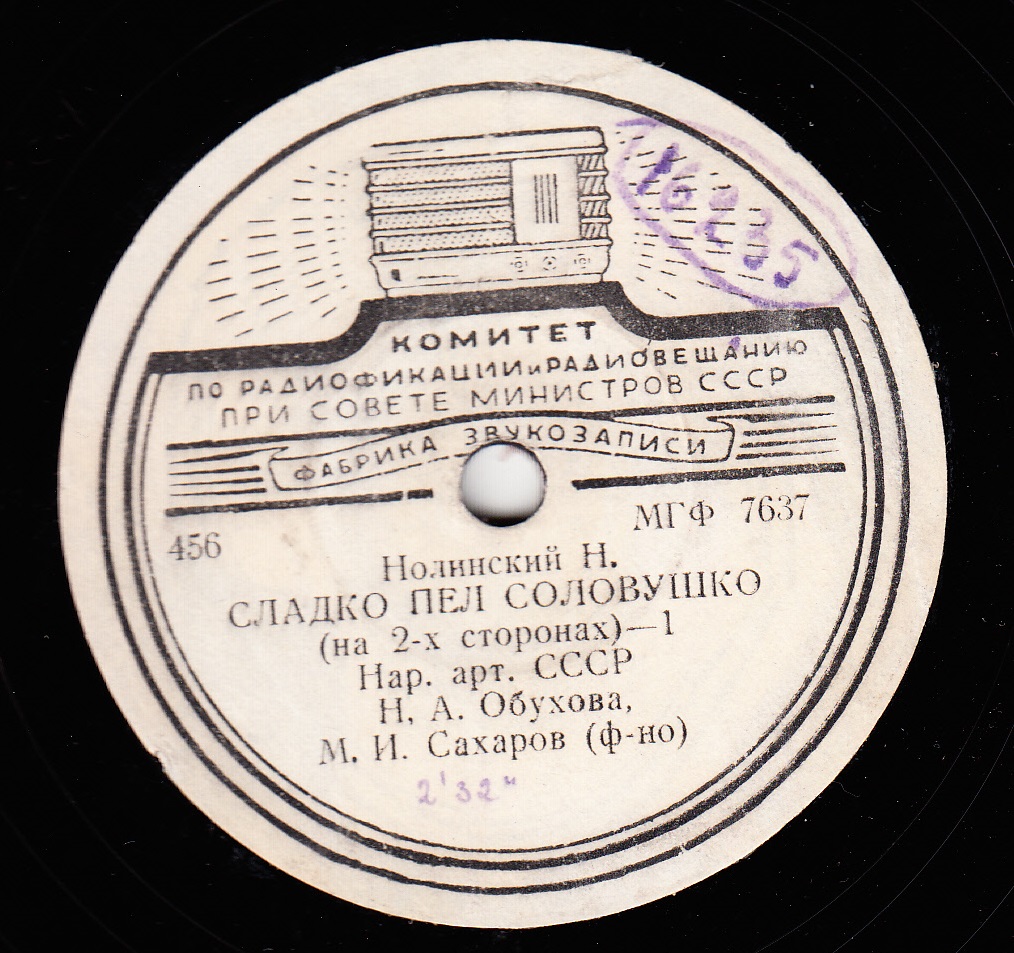 16235
КОМИТЕТ
ПО РАДИОФИКАЦИИ и РАДИОВЕЩАНИЮ
ПРИ СОВЕТЕ МИНИСТРОВ СССР
ФАБРИКА ЗВУКОЗАПИСИ
456
МГФ 7637
Нолинский Н.
СЛАДКО ПЕЛ СОЛОВУШКО
(на 2-х сторонах)—1
Нар. арт. СССР
Н. А. Обухова,
М. И. Сахаров (ф-но)
2'32"